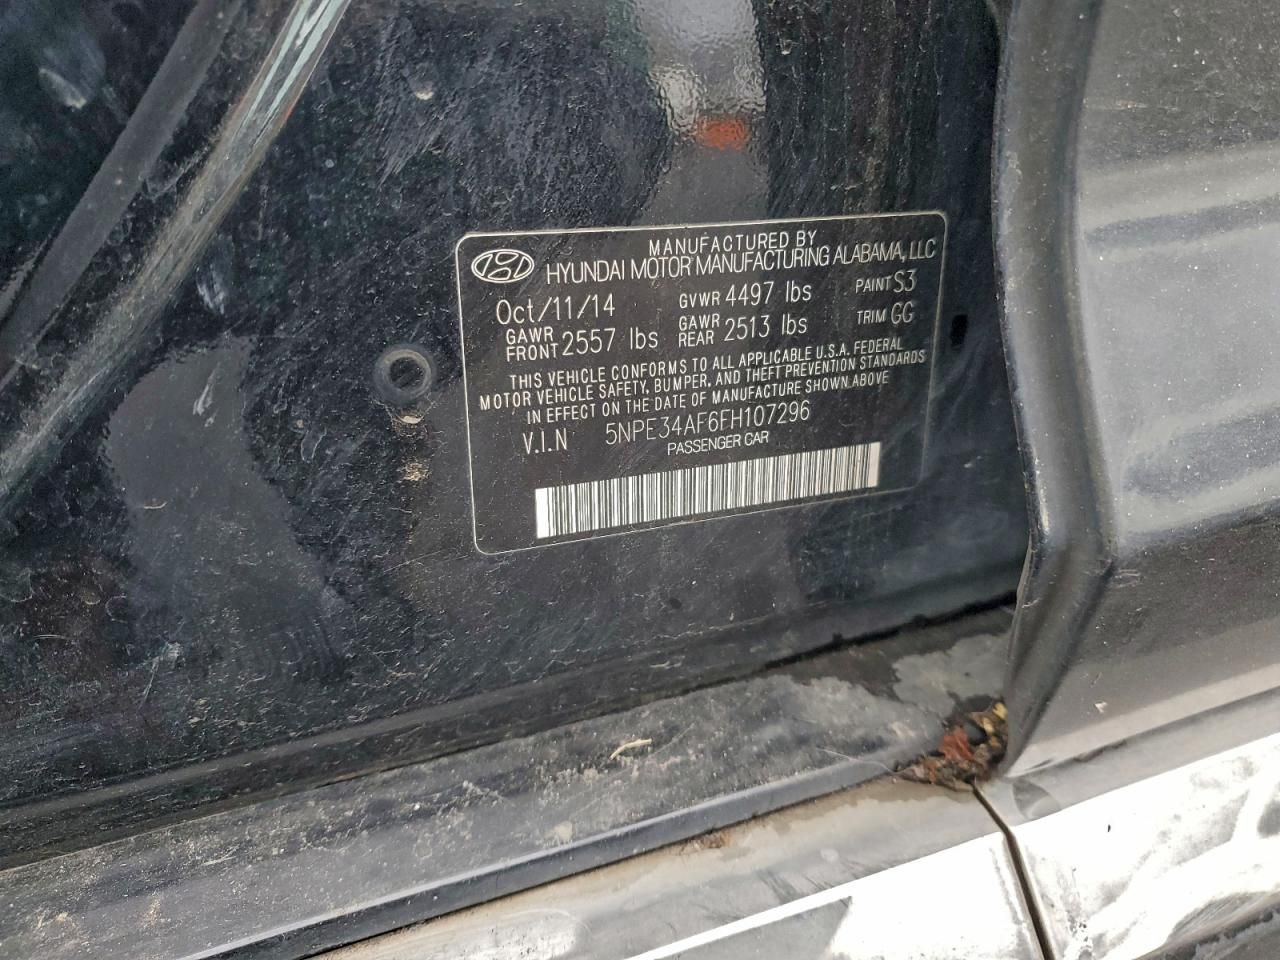 MANUFACTURED BY
HYUNDAI MOTOR MANUFACTURING ALABAMA, LLC
Oct/11/14 GVWR 4497 lbs PAINT S3
GAWR FRONT 2557 lbs GAWR REAR 2513 lbs TRIM GG
THIS VEHICLE CONFORMS TO ALL APPLICABLE U.S.A. FEDERAL
MOTOR VEHICLE SAFETY, BUMPER, AND THEFT PREVENTION STANDARDS
IN EFFECT ON THE DATE OF MANUFACTURE SHOWN ABOVE
V.I.N 5NPE34AF6FH107296
PASSENGER CAR